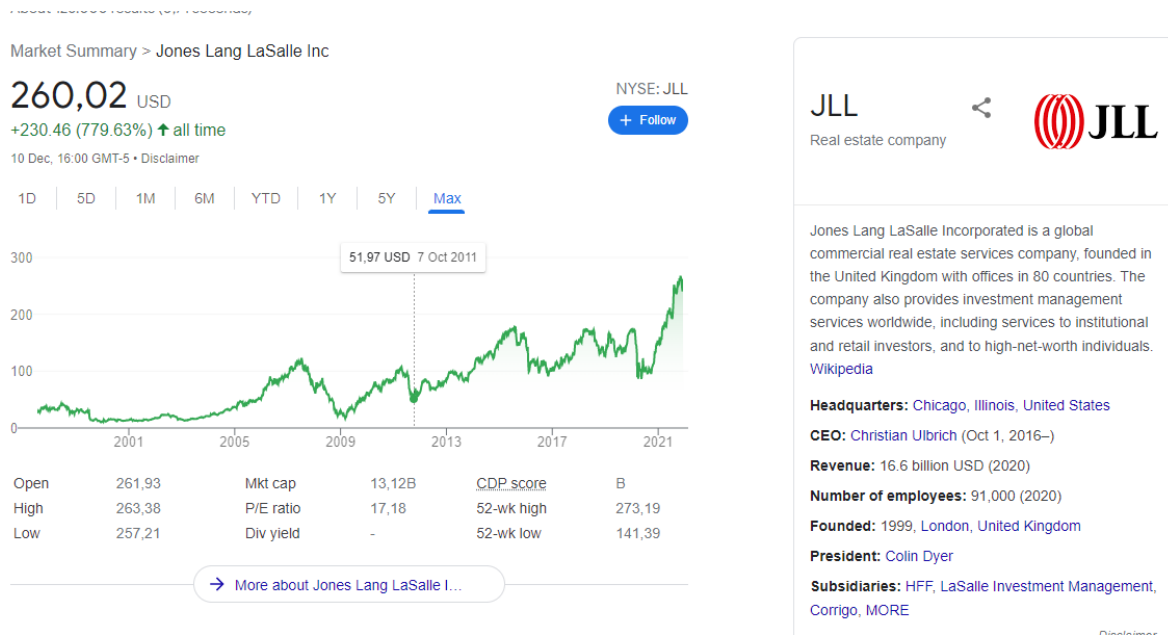 Market Summary > Jones Lang LaSalle Inc
260,02 USD
+230.46 (779.63%) ↑ all time
10 Dec, 16:00 GMT-5 • Disclaimer
NYSE: JLL
+ Follow
1D 5D 1M 6M YTD 1Y 5Y Max
51,97 USD 7 Oct 2011
300
200
100
0
2001 2005 2009 2013 2017 2021
Open 261,93 Mkt cap 13,12B CDP score B
High 263,38 P/E ratio 17,18 52-wk high 273,19
Low 257,21 Div yield - 52-wk low 141,39
→ More about Jones Lang LaSalle I…
JLL
Real estate company
JLL
Jones Lang LaSalle Incorporated is a global
commercial real estate services company, founded in
the United Kingdom with offices in 80 countries. The
company also provides investment management
services worldwide, including services to institutional
and retail investors, and to high-net-worth individuals.
Wikipedia
Headquarters: Chicago, Illinois, United States
CEO: Christian Ulbrich (Oct 1, 2016–)
Revenue: 16.6 billion USD (2020)
Number of employees: 91,000 (2020)
Founded: 1999, London, United Kingdom
President: Colin Dyer
Subsidiaries: HFF, LaSalle Investment Management,
Corrigo, MORE
Disclaimer